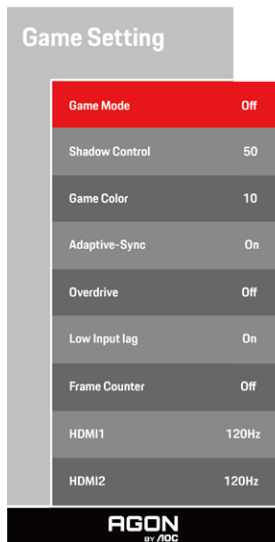 Game Setting
Game Mode Off
Shadow Control 50
Game Color 10
Adaptive-Sync On
Overdrive Off
Low Input lag On
Frame Counter Off
HDMI1 120Hz
HDMI2 120Hz
AGON
BY AOC